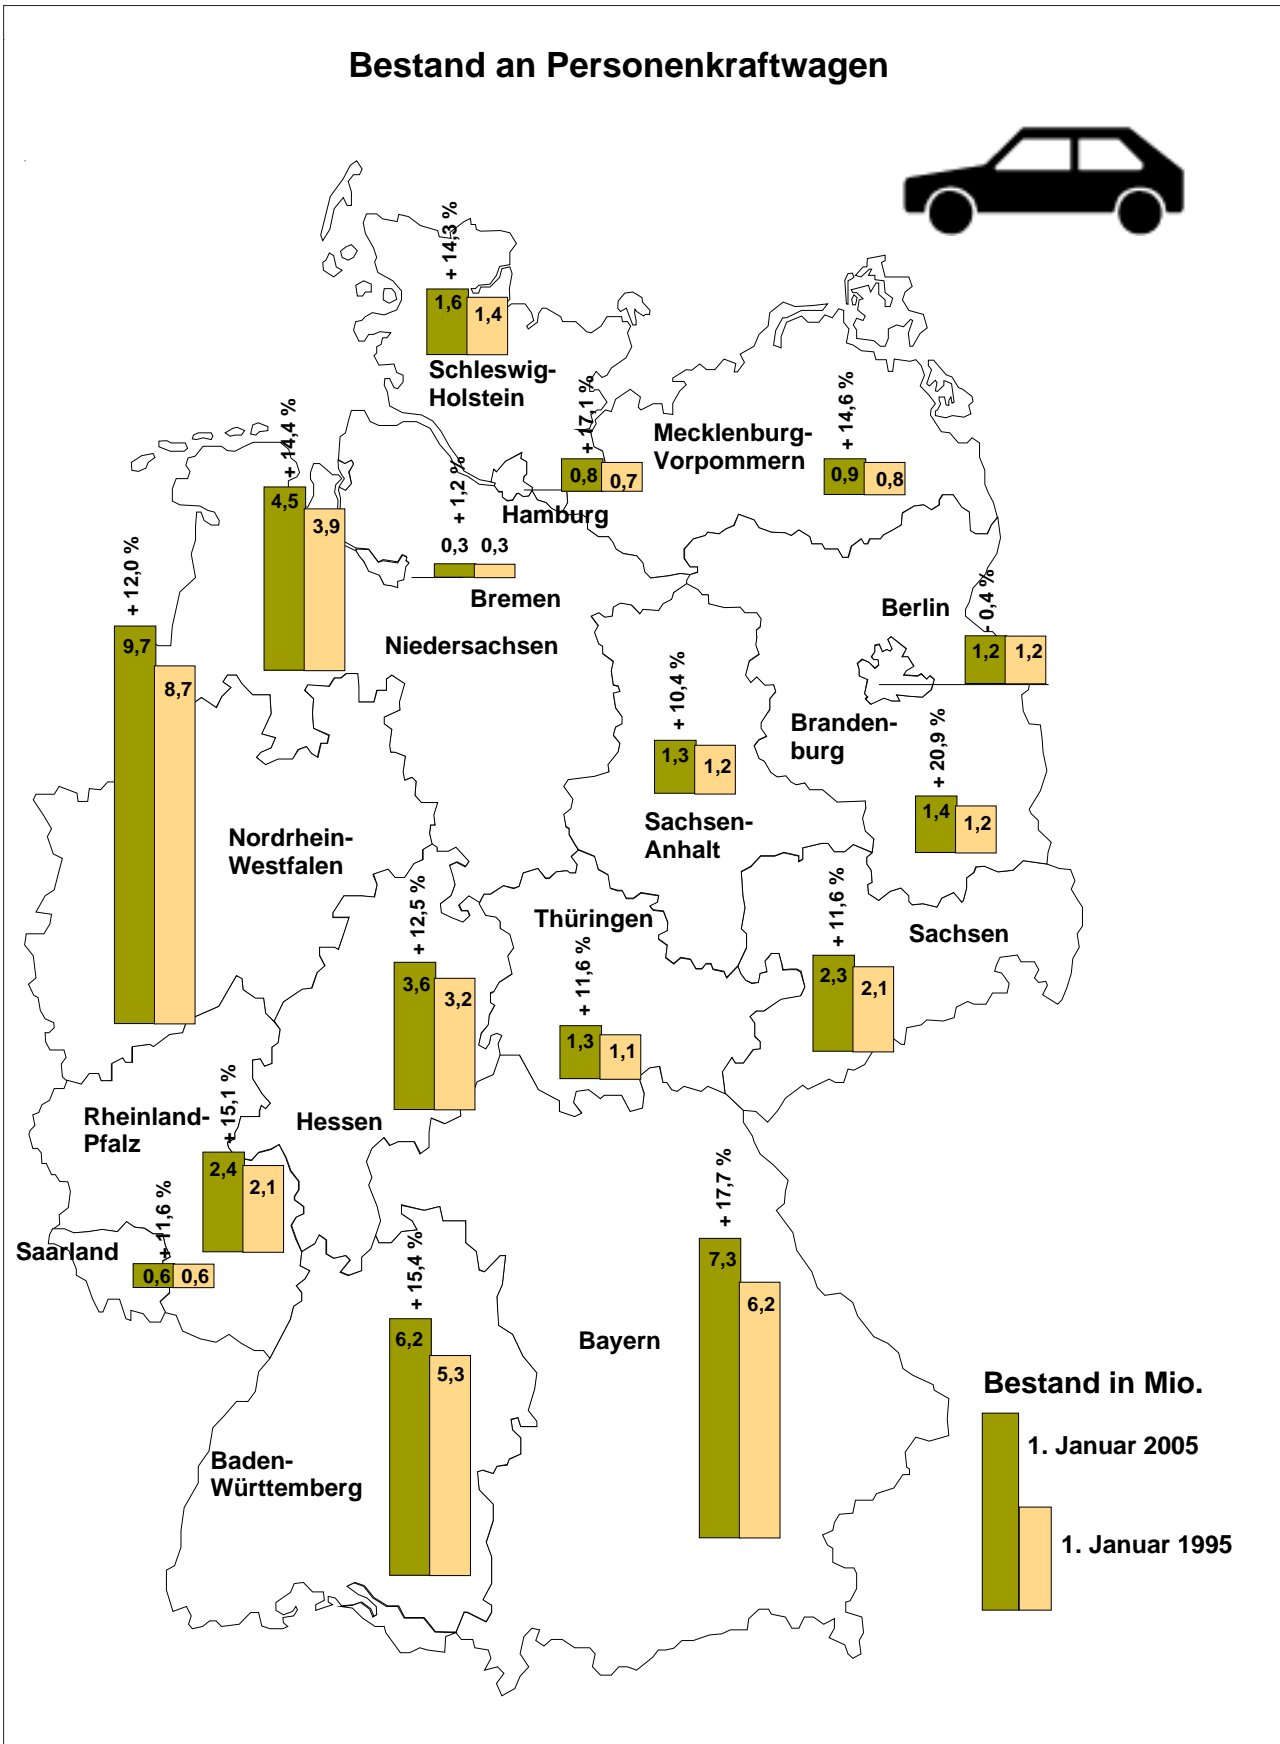 Bestand an Personenkraftwagen
+ 14,3 %
1,6
1,4
Schleswig-
Holstein
+ 17,1 %
0,8
0,7
Hamburg
Mecklenburg-
Vorpommern
+ 14,6 %
0,9
0,8
+ 14,4 %
4,5
3,9
Niedersachsen
+ 1,2 %
0,3
0,3
Bremen
Berlin
- 0,4 %
1,2
1,2
+ 12,0 %
9,7
8,7
Nordrhein-
Westfalen
+ 10,4 %
1,3
1,2
Sachsen-
Anhalt
Branden-
burg
+ 20,9 %
1,4
1,2
+ 12,5 %
3,6
3,2
Hessen
Thüringen
+ 11,6 %
1,3
1,1
+ 11,6 %
2,3
2,1
Sachsen
Rheinland-
Pfalz
+ 15,1 %
2,4
2,1
Saarland
+ 11,6 %
0,6
0,6
+ 15,4 %
6,2
5,3
Baden-
Württemberg
+ 17,7 %
7,3
6,2
Bayern
Bestand in Mio.
1. Januar 2005
1. Januar 1995